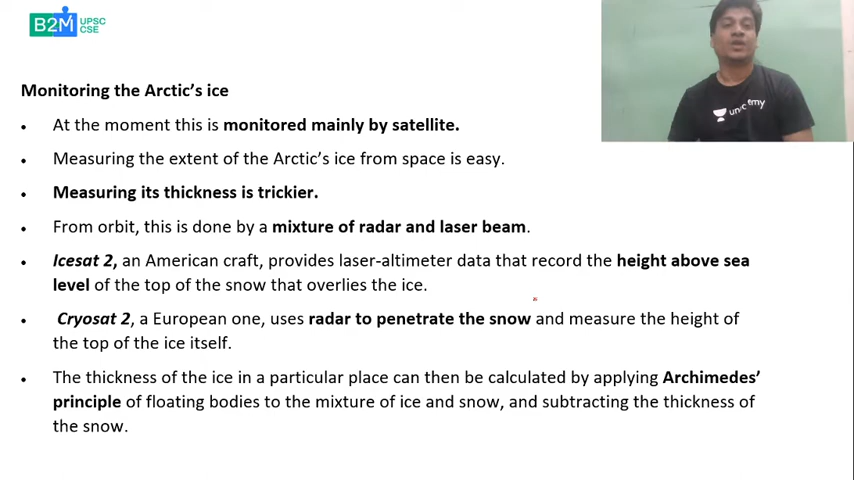 B2M UPSC
CSE
unacademy
Monitoring the Arctic's ice
• At the moment this is monitored mainly by satellite.
• Measuring the extent of the Arctic's ice from space is easy.
• Measuring its thickness is trickier.
• From orbit, this is done by a mixture of radar and laser beam.
• Icesat 2, an American craft, provides laser-altimeter data that record the height above sea
level of the top of the snow that overlies the ice.
• Cryosat 2, a European one, uses radar to penetrate the snow and measure the height of
the top of the ice itself.
• The thickness of the ice in a particular place can then be calculated by applying Archimedes'
principle of floating bodies to the mixture of ice and snow, and subtracting the thickness of
the snow.